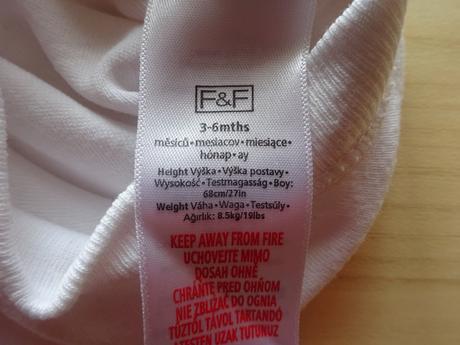 F&F
3-6mths
měsíců•mesiacov•miesiące•
hónap•ay
Height Výška•Výška postavy•
Wysokość•Testmagasság•Boy:
68cm/27in
Weight Váha•Waga•Testsúly•
Ağırlık: 8.5kg/19lbs
KEEP AWAY FROM FIRE
UCHOVEJTE MIMO
DOSAH OHNĚ
CHRÁŇTE PRED OHŇOM
NIE ZBLIŻAĆ DO OGNIA
TŰZTŐL TÁVOL TARTANDÓ
ATEŞTEN UZAK TUTUNUZ